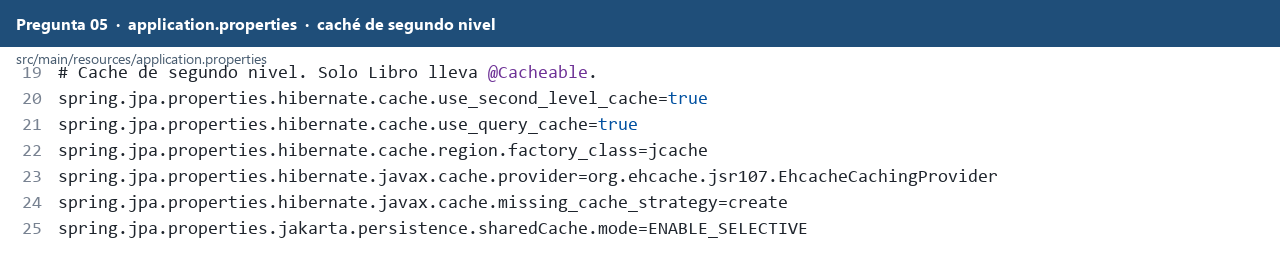 Pregunta 05 · application.properties · caché de segundo nivel
src/main/resources/application.properties
19 # Cache de segundo nivel. Solo Libro lleva @Cacheable.
20 spring.jpa.properties.hibernate.cache.use_second_level_cache=true
21 spring.jpa.properties.hibernate.cache.use_query_cache=true
22 spring.jpa.properties.hibernate.cache.region.factory_class=jcache
23 spring.jpa.properties.hibernate.javax.cache.provider=org.ehcache.jsr107.EhcacheCachingProvider
24 spring.jpa.properties.hibernate.javax.cache.missing_cache_strategy=create
25 spring.jpa.properties.jakarta.persistence.sharedCache.mode=ENABLE_SELECTIVE